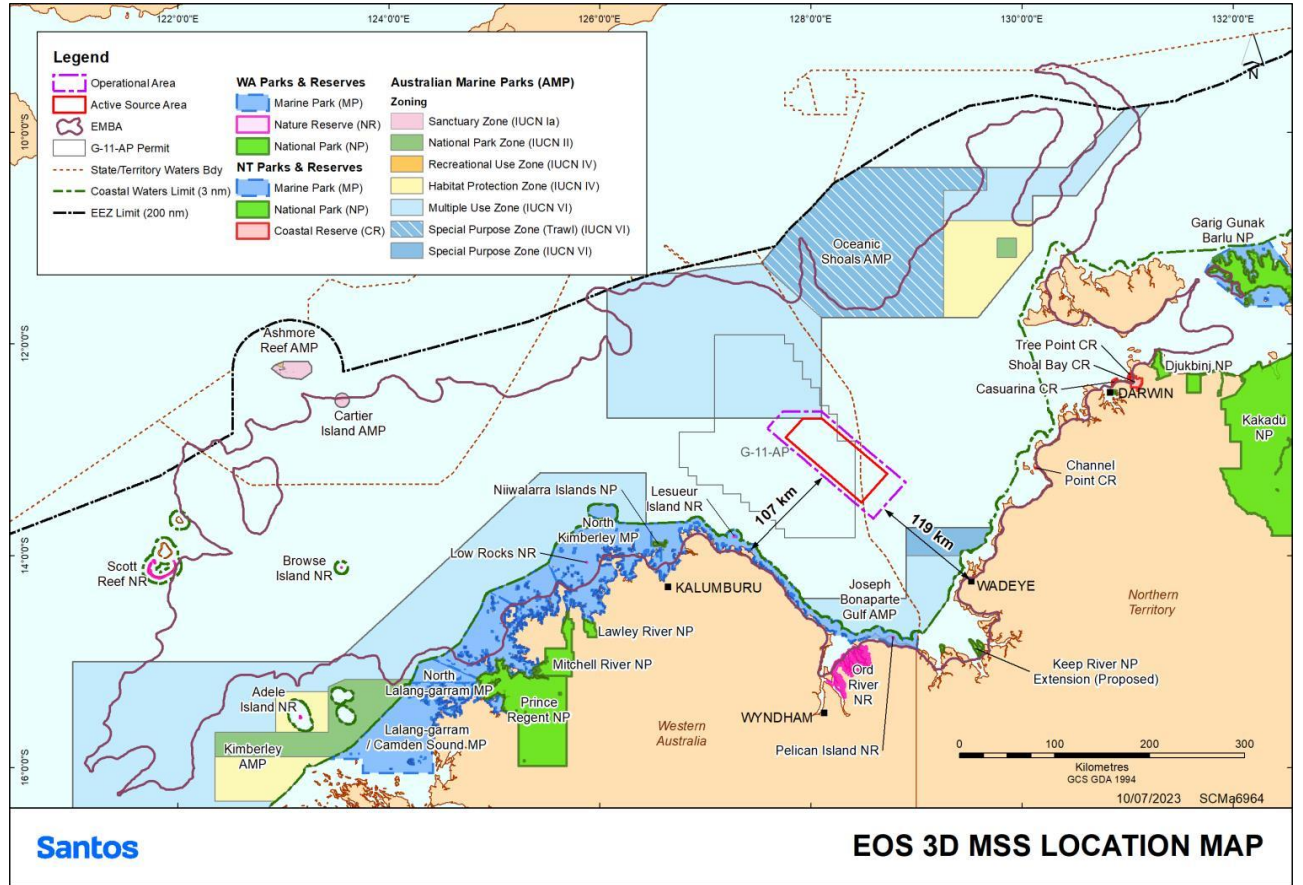 122°0'0"E
124°0'0"E
126°0'0"E
128°0'0"E
130°0'0"E
132°0'0"E
10°0'0"S
12°0'0"S
14°0'0"S
16°0'0"S
N
Legend
Operational Area
Active Source Area
EMBA
G-11-AP Permit
State/Territory Waters Bdy
Coastal Waters Limit (3 nm)
EEZ Limit (200 nm)
WA Parks & Reserves
Marine Park (MP)
Nature Reserve (NR)
National Park (NP)
NT Parks & Reserves
Marine Park (MP)
National Park (NP)
Coastal Reserve (CR)
Australian Marine Parks (AMP)
Zoning
Sanctuary Zone (IUCN Ia)
National Park Zone (IUCN II)
Recreational Use Zone (IUCN IV)
Habitat Protection Zone (IUCN IV)
Multiple Use Zone (IUCN VI)
Special Purpose Zone (Trawl) (IUCN VI)
Special Purpose Zone (IUCN VI)
Oceanic
Shoals AMP
Garig Gunak
Barlu NP
Ashmore
Reef AMP
Cartier
Island AMP
Tree Point CR
Shoal Bay CR
Casuarina CR
DARWIN
Djukbinj NP
Kakadu
NP
Channel
Point CR
G-11-AP
107 km
119 km
Niiwalarra Islands NP
Lesueur
Island NR
North
Kimberley MP
Low Rocks NR
Scott
Reef NR
Browse
Island NR
KALUMBURU
Joseph
Bonaparte
Gulf AMP
WADEYE
Northern
Territory
Lawley River NP
Mitchell River NP
Keep River NP
Extension (Proposed)
Adele
Island NR
North
Lalang-garram MP
Prince
Regent NP
Ord
River
NR
WYNDHAM
Lalang-garram
/ Camden Sound MP
Kimberley
AMP
Western
Australia
Pelican Island NR
0
100
200
300
Kilometres
GCS GDA 1994
10/07/2023
SCMa6964
Santos
EOS 3D MSS LOCATION MAP